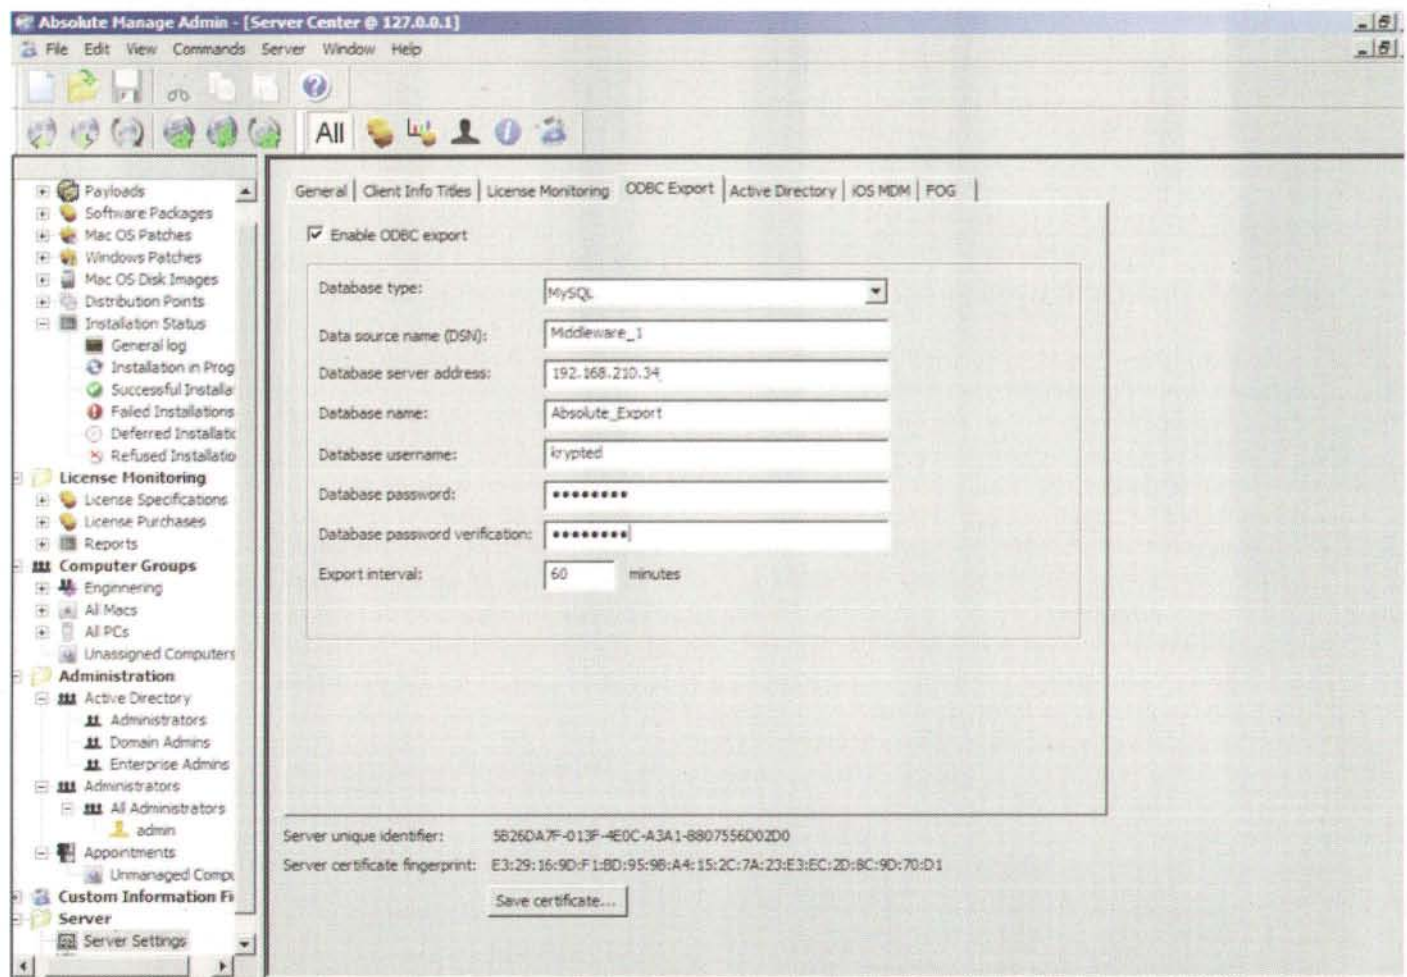 Absolute Manage Admin - [Server Center @ 127.0.0.1]
File Edit View Commands Server Window Help
All
Payloads
Software Packages
Mac OS Patches
Windows Patches
Mac OS Disk Images
Distribution Points
Installation Status
General log
Installation in Prog
Successful Installa
Failed Installations
Deferred Installatic
Refused Installatio
License Monitoring
License Specifications
License Purchases
Reports
Computer Groups
Enginnering
All Macs
All PCs
Unassigned Computers
Administration
Active Directory
Administrators
Domain Admins
Enterprise Admins
Administrators
All Administrators
admin
Appointments
Unmanaged Compu
Custom Information Fi
Server
Server Settings
General Client Info Titles License Monitoring ODBC Export Active Directory iOS MDM FOG
Enable ODBC export
Database type: MySQL
Data source name (DSN): Middleware_1
Database server address: 192.168.210.34
Database name: Absolute_Export
Database username: krypted
Database password: ••••••••
Database password verification: ••••••••
Export interval: 60 minutes
Server unique identifier: 5B26DA7F-013F-4E0C-A3A1-8807556D02D0
Server certificate fingerprint: E3:29:16:9D:F1:BD:95:9B:A4:15:2C:7A:23:E3:EC:2D:8C:9D:70:D1
Save certificate...